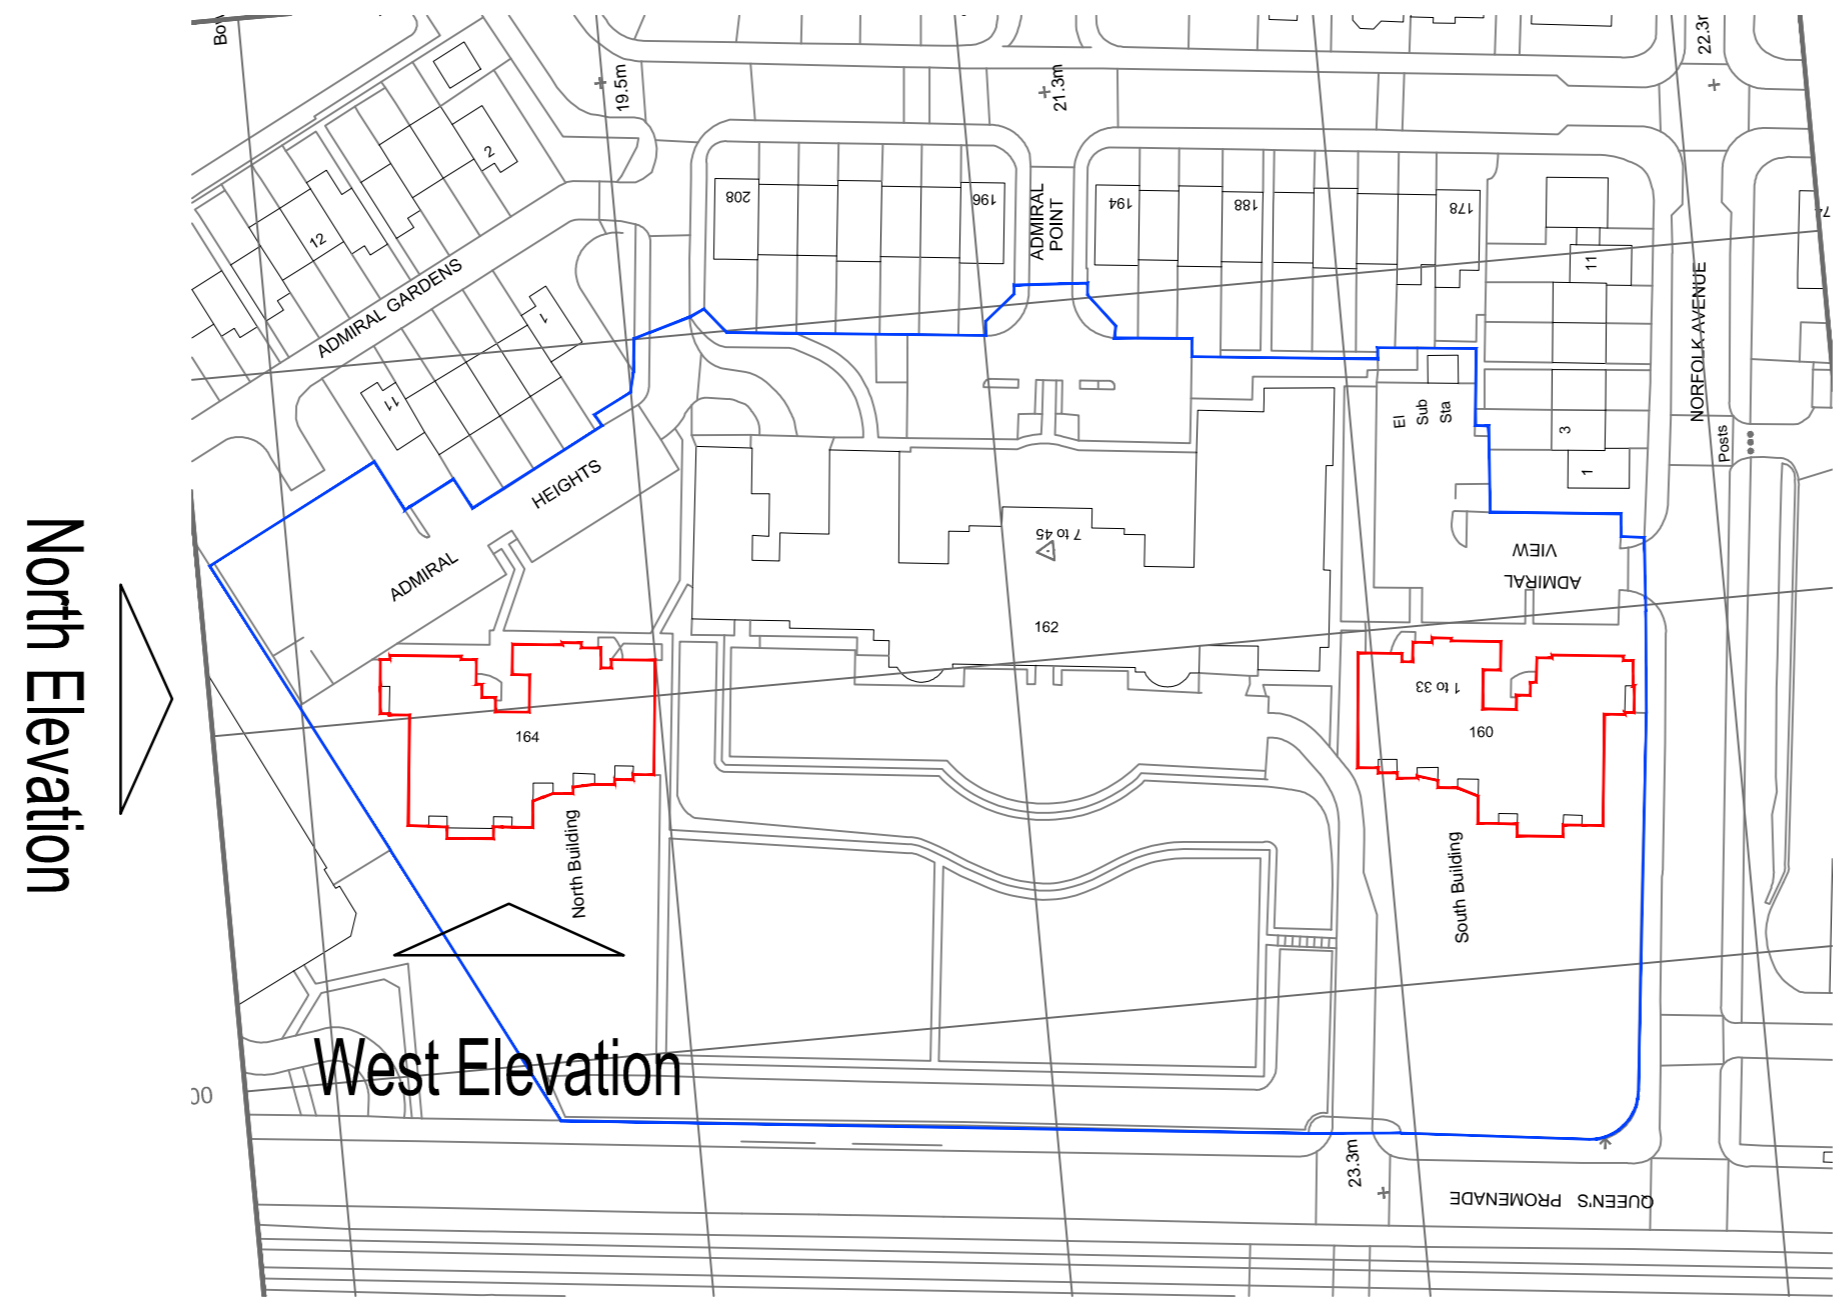 22.3m
19.5m
21.3m
2
208
196
ADMIRAL
POINT
194
188
178
12
11
ADMIRAL GARDENS
1
NORFOLK AVENUE
11
El
Sub
Sta
3
Posts
1
HEIGHTS
ADMIRAL
7 to 45
ADMIRAL
VIEW
162
North Elevation
1 to 33
164
160
North Building
South Building
West Elevation
00
23.3m
QUEEN'S PROMENADE